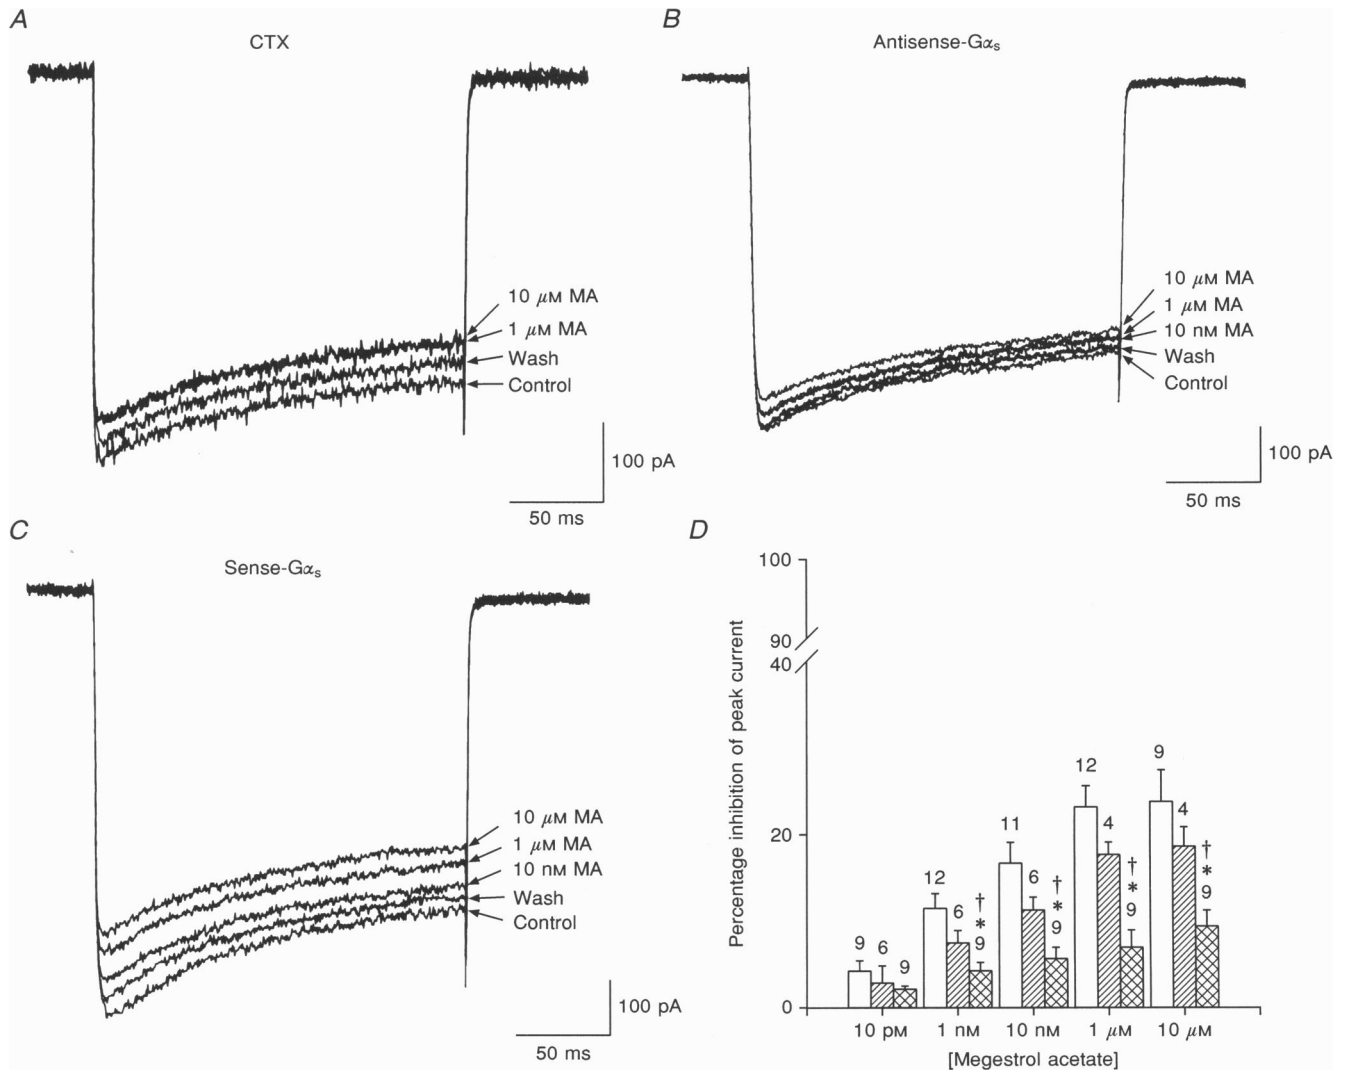 A
CTX
10 μM MA
1 μM MA
Wash
Control
100 pA
50 ms
B
Antisense-Gαs
10 μM MA
1 μM MA
10 nM MA
Wash
Control
100 pA
50 ms
C
Sense-Gαs
10 μM MA
1 μM MA
10 nM MA
Wash
Control
100 pA
50 ms
D
Percentage inhibition of peak current
100
90
40
20
0
9 6 9
12 6 †*9
11 6 †*9
12 4 †*9
9 4 †*9
10 pM 1 nM 10 nM 1 μM 10 μM
[Megestrol acetate]